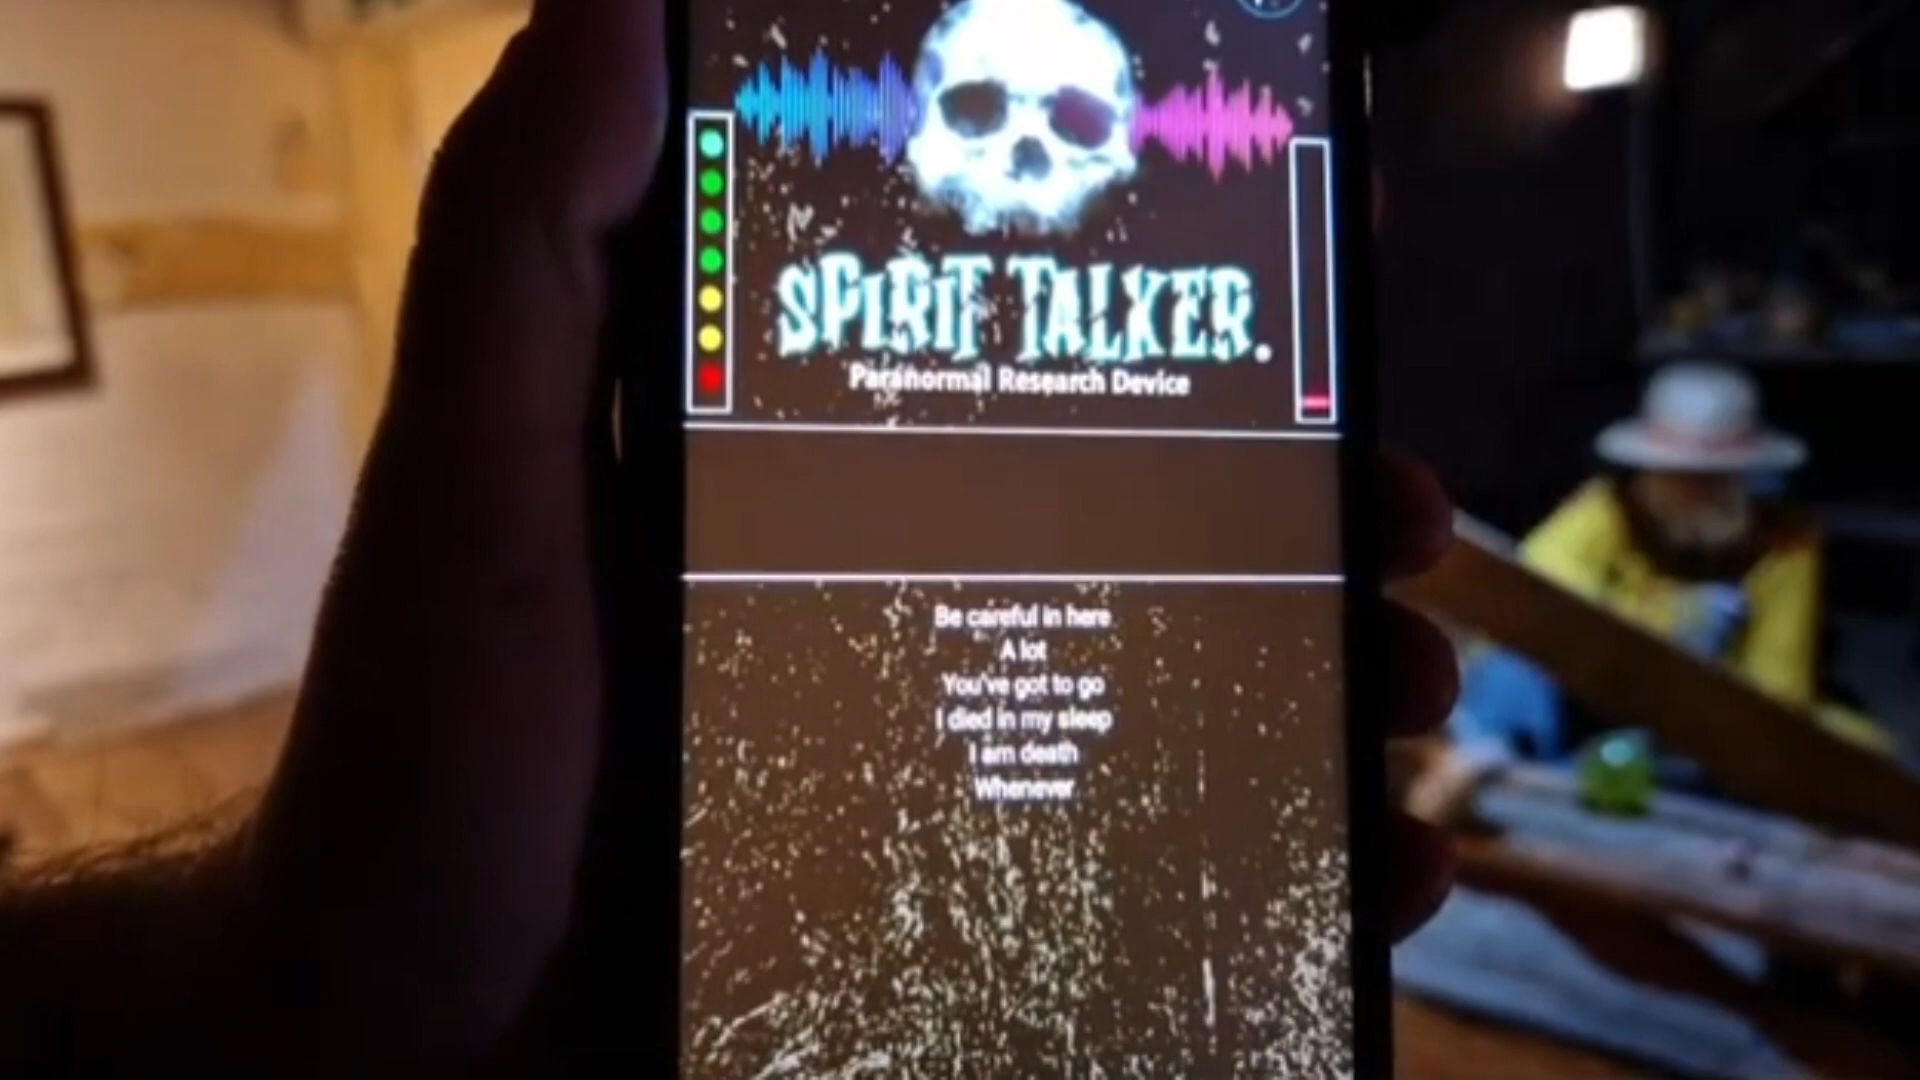 SPIRIT TALKER.
Paranormal Research Device
Be careful in here
A lot
You've got to go
I died in my sleep
I am death
Whenever